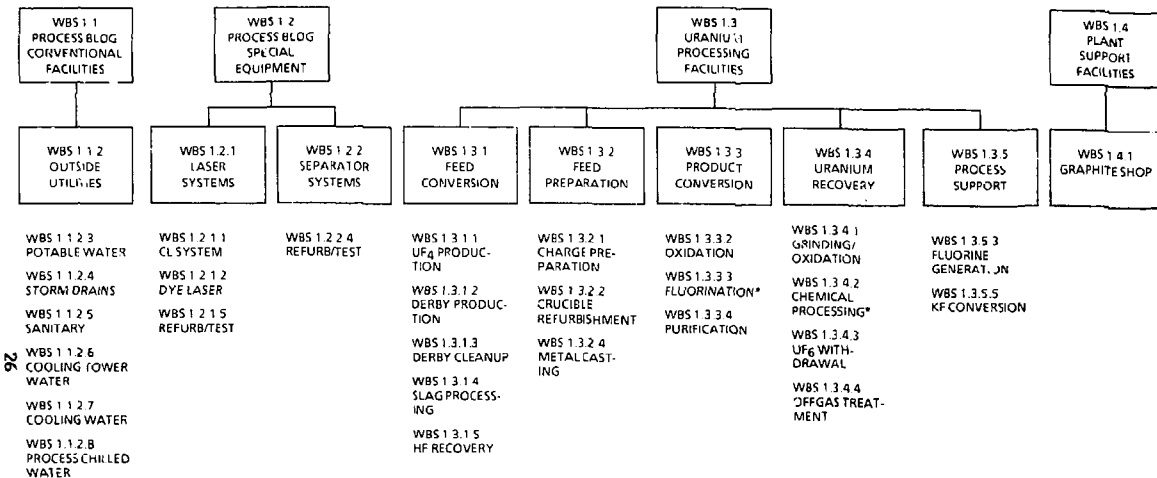 WBS 1 1
PROCESS BLOG
CONVENTIONAL
FACILITIES
WBS 1 2
PROCESS BLOG
SPECIAL
EQUIPMENT
WBS 1.3
URANIUM
PROCESSING
FACILITIES
WBS 1.4
PLANT
SUPPORT
FACILITIES
WBS 1 1 2
OUTSIDE
UTILITIES
WBS 1.2.1
LASER
SYSTEMS
WBS 1 2 2
SEPARATOR
SYSTEMS
WBS 1 3 1
FEED
CONVERSION
WBS 1 3 2
FEED
PREPARATION
WBS 1 3 3
PRODUCT
CONVERSION
WBS 1.3.4
URANIUM
RECOVERY
WBS 1.3.5
PROCESS
SUPPORT
WBS 1 4 1
GRAPHITE SHOP
WBS 1 1 2 3
POTABLE WATER
WBS 1 1.2.4
STORM DRAINS
WBS 1 1 2 5
SANITARY
WBS 1 1.2.6
COOLING TOWER
WATER
WBS 1 1 2.7
COOLING WATER
WBS 1.1.2.8
PROCESS CHILLED
WATER
WBS 1.2 1 1
CL SYSTEM
WBS 1 2 1 2
DYE LASER
WBS 1 2 1 5
REFURB/TEST
WBS 1.2 2 4
REFURB/TEST
WBS 1 3 1 1
UF4 PRODUC-
TION
WBS 1.3.1 2
DERBY PRODUC-
TION
WBS 1.3.1.3
DERBY CLEANUP
WBS 1.3 1 4
SLAG PROCESS-
ING
WBS 1 3.1 5
HF RECOVERY
WBS 1 3.2 1
CHARGE PRE-
PARATION
WBS 1 3 2 2
CRUCIBLE
REFURBISHMENT
WBS 1.3.2 4
METAL CAST-
ING
WBS 1.3.3.2
OXIDATION
WBS 1.3.3 3
FLUORINATION*
WBS 1 3.3.4
PURIFICATION
WBS 1 3 4 1
GRINDING/
OXIDATION
WBS 1 3 4.2
CHEMICAL
PROCESSING*
WBS 1.3.4.3
UF6 WITH-
DRAWAL
WBS 1.3.4.4
OFFGAS TREAT-
MENT
WBS 1 3.5 3
FLUORINE
WBS 1.3.5.5
KF CONVERSION
26